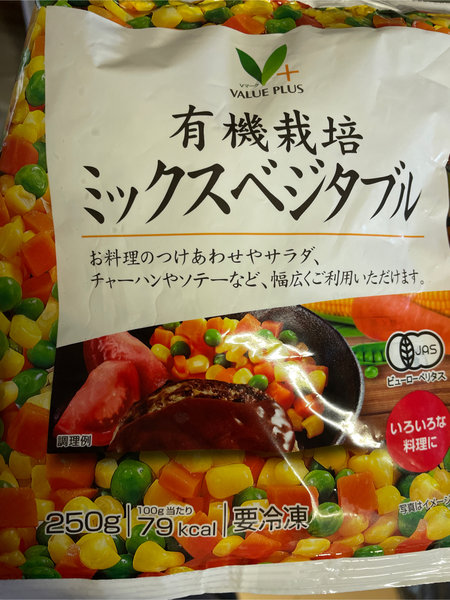 Vマーク
VALUE PLUS
有機栽培
ミックスベジタブル
お料理のつけあわせやサラダ、
チャーハンやソテーなど、幅広くご利用いただけます。
JAS
ビューローベリタス
いろいろな
料理に
調理例
写真はイメージ
250g 100g当たり 79kcal 要冷凍